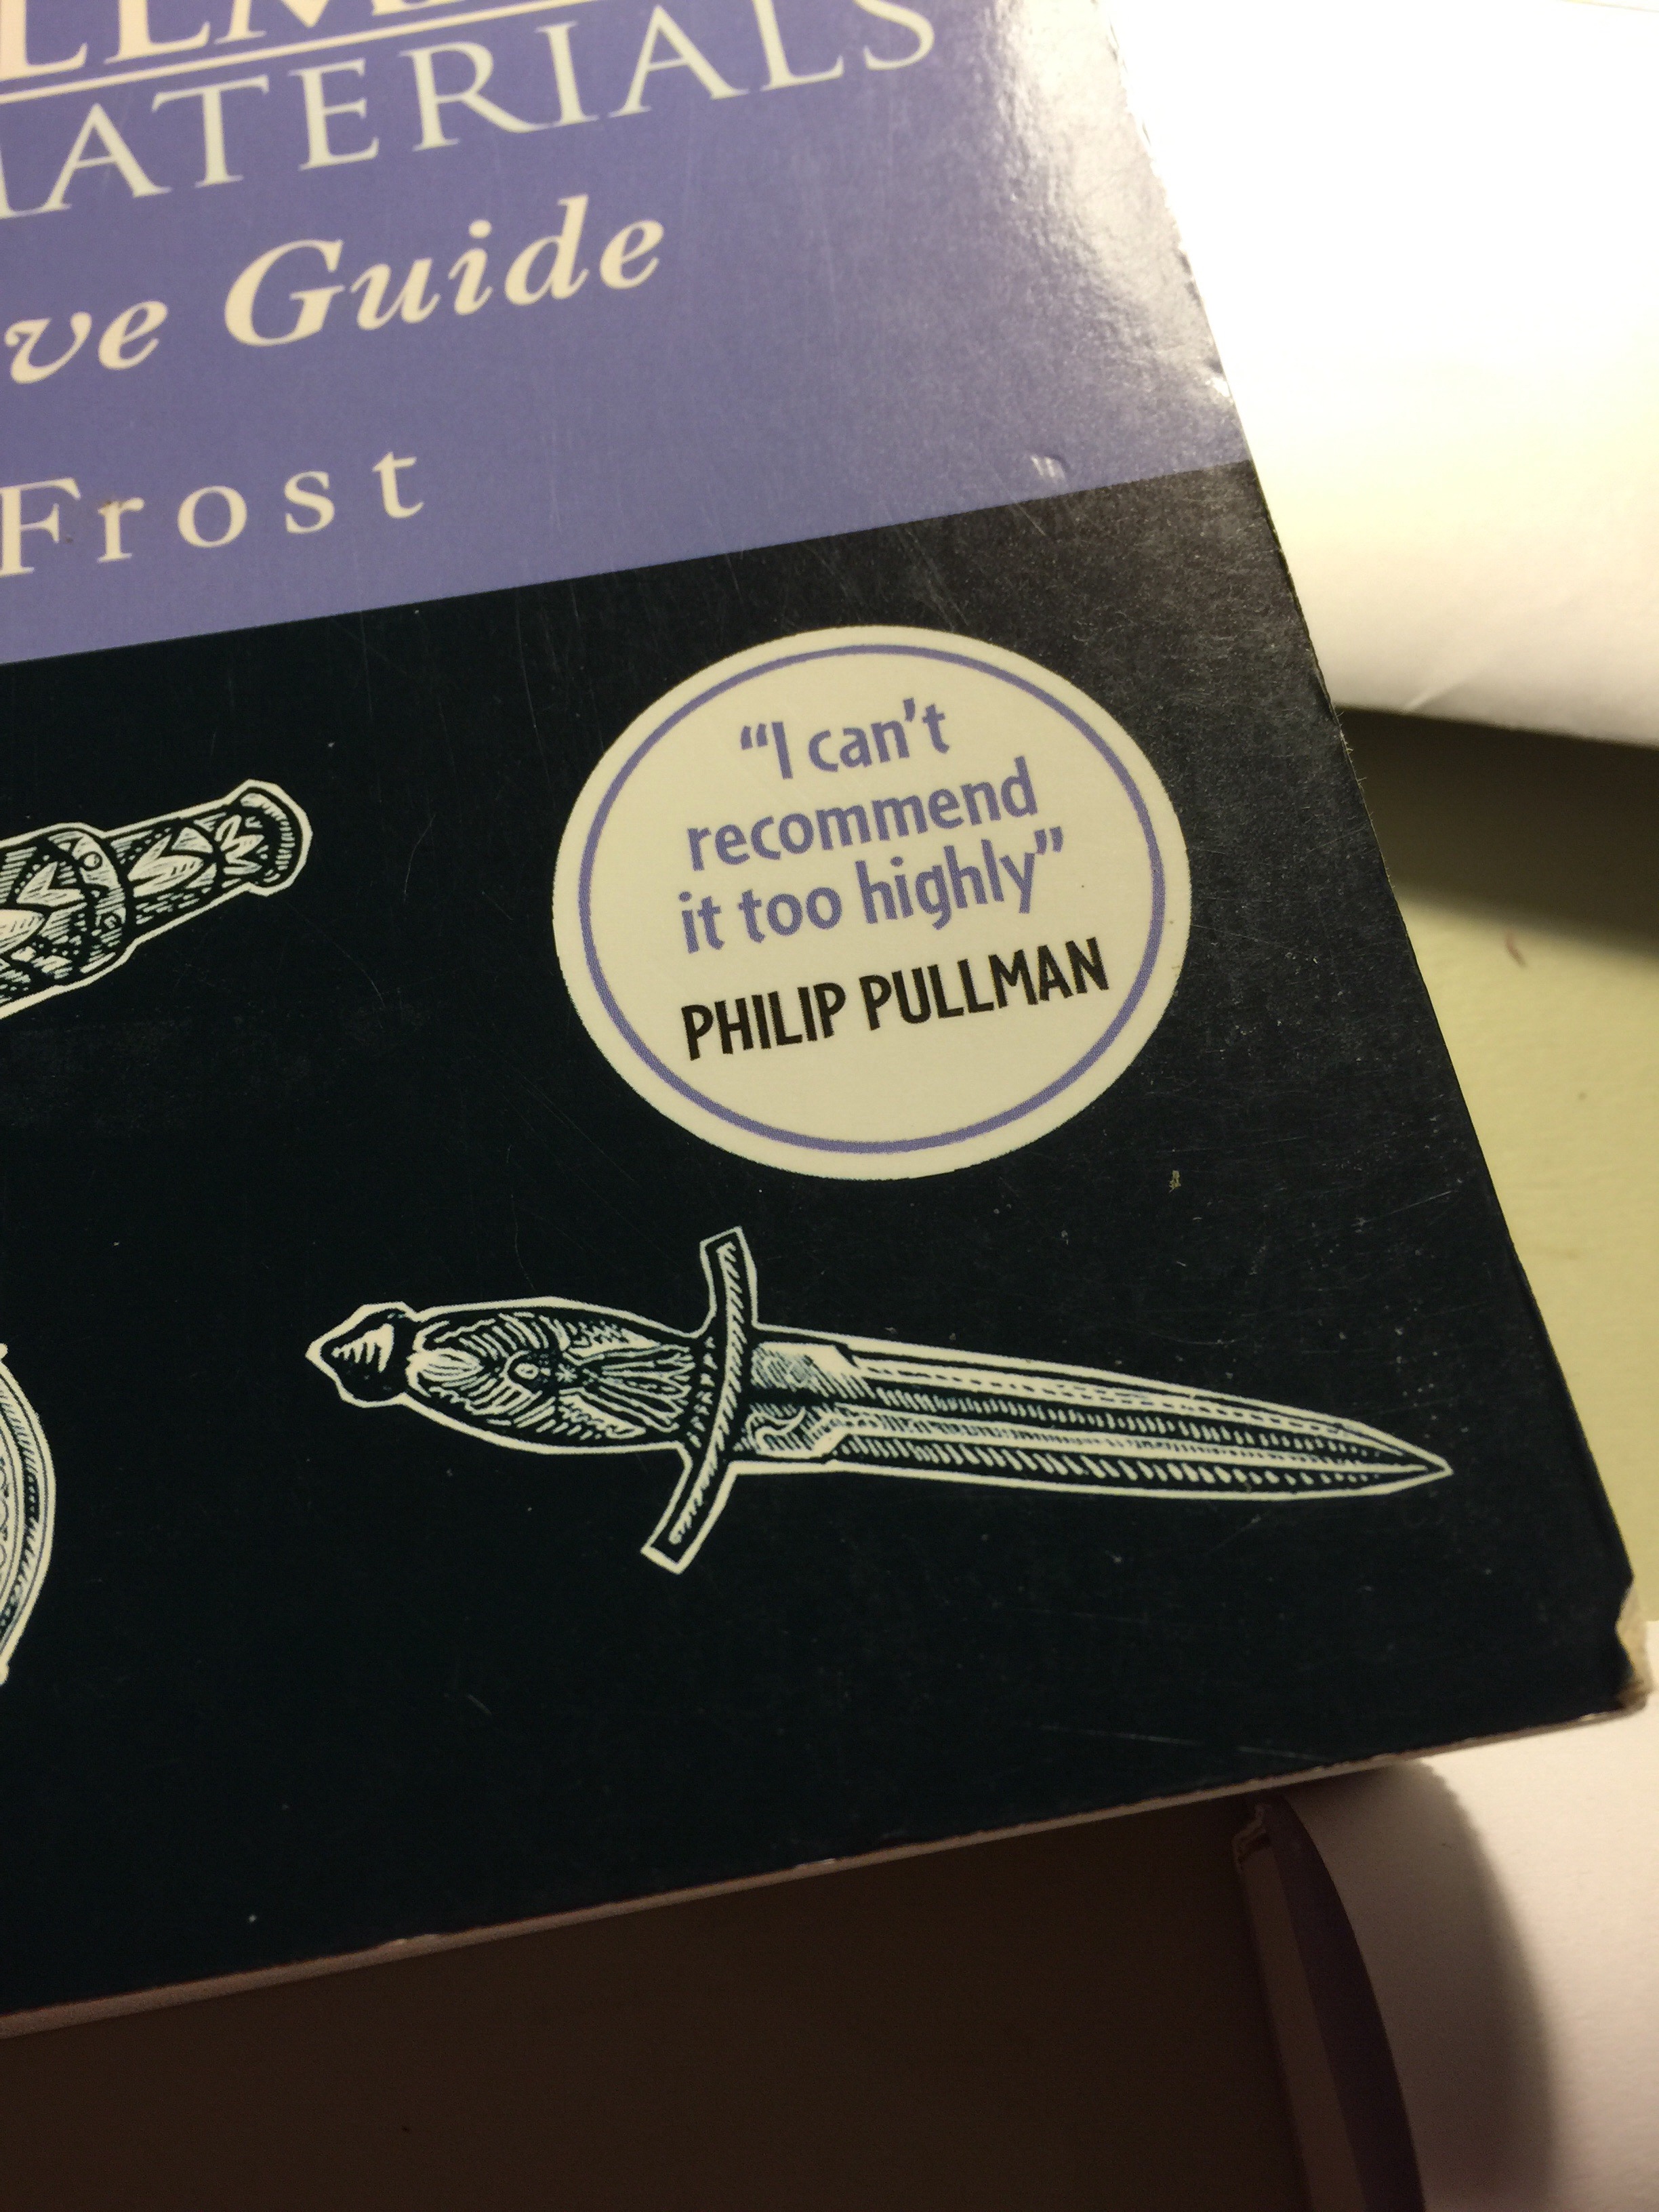 MATERIALS
ve Guide
Frost
“I can’t
recommend
it too highly”
PHILIP PULLMAN